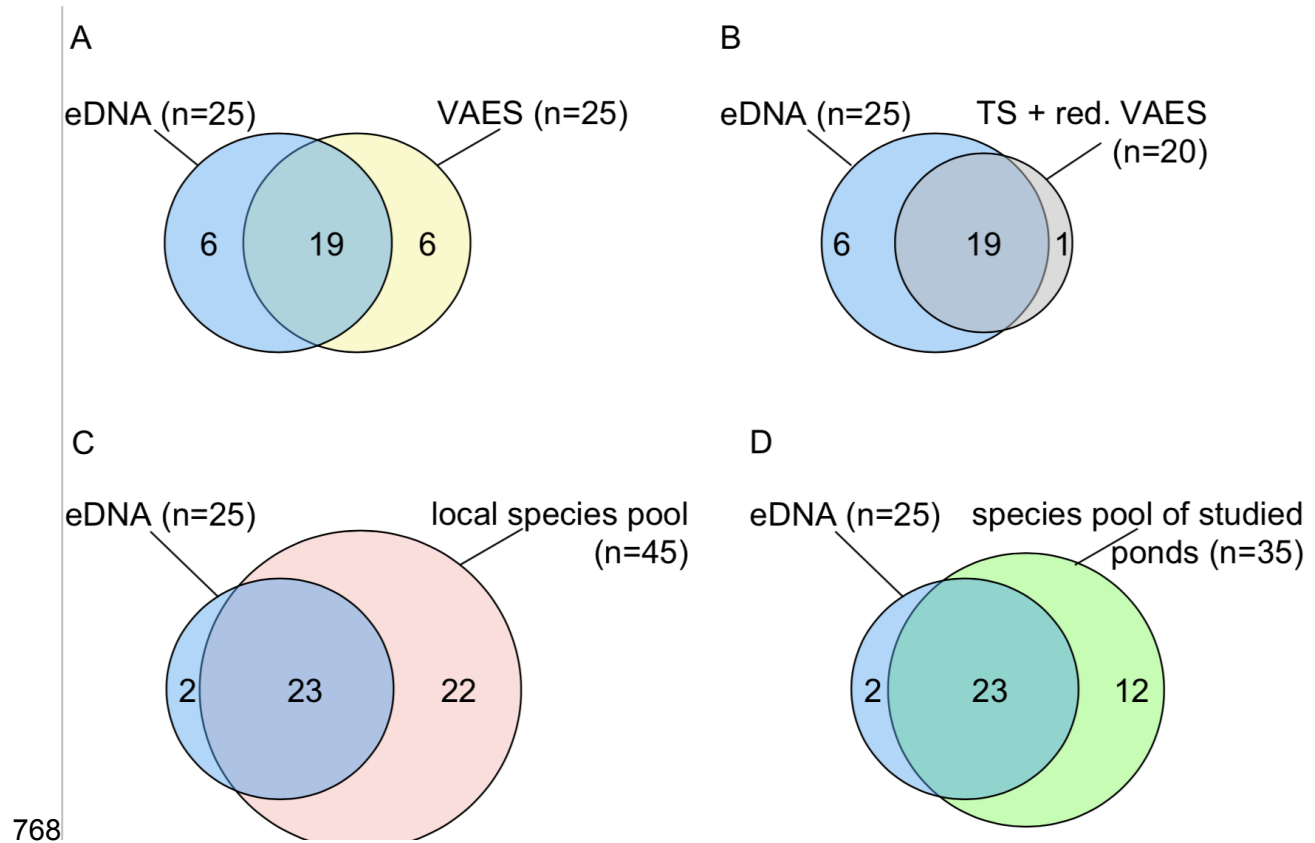 A
eDNA (n=25)
VAES (n=25)
6
19
6
B
eDNA (n=25)
TS + red. VAES
(n=20)
6
19
1
C
eDNA (n=25)
local species pool
(n=45)
2
23
22
D
eDNA (n=25)
species pool of studied
ponds (n=35)
2
23
12
768